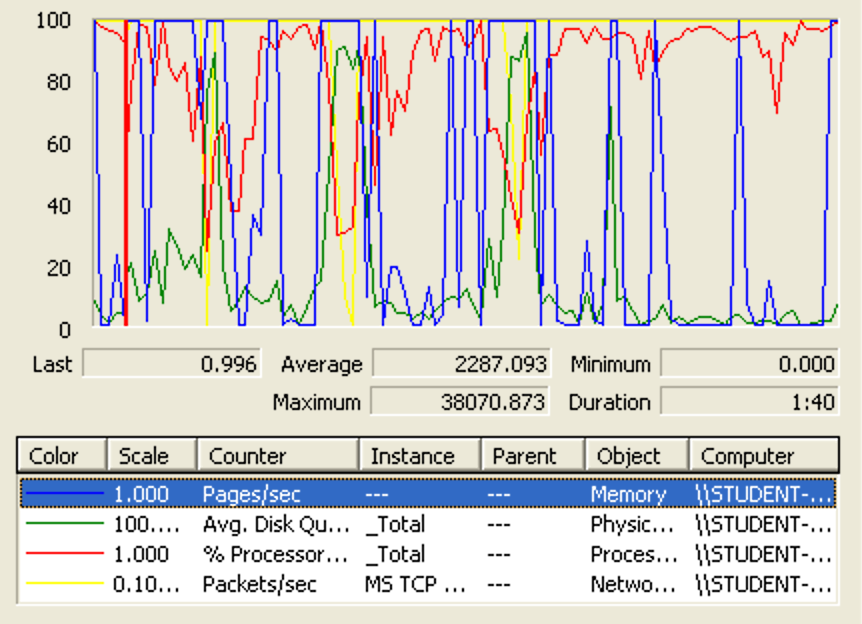 100
80
60
40
20
0
Last 0.996 Average 2287.093 Minimum 0.000
Maximum 38070.873 Duration 1:40
Color Scale Counter Instance Parent Object Computer
1.000 Pages/sec --- --- Memory \\STUDENT-...
100.... Avg. Disk Qu... _Total --- Physic... \\STUDENT-...
1.000 % Processor... _Total --- Proces... \\STUDENT-...
0.10... Packets/sec MS TCP ... --- Netwo... \\STUDENT-...